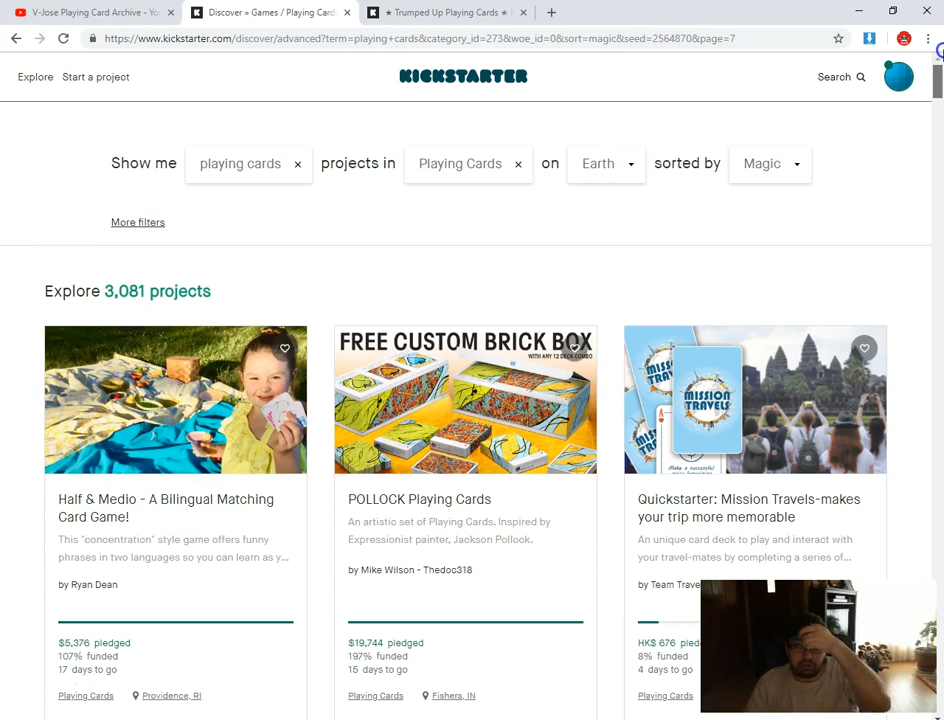 V-Jose Playing Card Archive - Yo
Discover » Games / Playing Cards
★ Trumped Up Playing Cards ★
https://www.kickstarter.com/discover/advanced?term=playing+cards&category_id=273&woe_id=0&sort=magic&seed=2564870&page=7
Explore Start a project KICKSTARTER Search
Show me playing cards projects in Playing Cards on Earth sorted by Magic
More filters
Explore 3,081 projects
FREE CUSTOM BRICK BOX
WITH ANY 12 DECK COMBO
MISSION
TRAVELS
Half & Medio - A Bilingual Matching
Card Game!
This "concentration" style game offers funny
phrases in two languages so you can learn as y...
by Ryan Dean
$5,376 pledged
107% funded
17 days to go
Playing Cards Providence, RI
POLLOCK Playing Cards
An artistic set of Playing Cards. Inspired by
Expressionist painter, Jackson Pollock.
by Mike Wilson - Thedoc318
$19,744 pledged
197% funded
15 days to go
Playing Cards Fishers, IN
Quickstarter: Mission Travels-makes
your trip more memorable
An unique card deck to play and interact with
your travel-mates by completing a series of...
by Team Trave
HK$ 676 pled
8% funded
4 days to go
Playing Cards